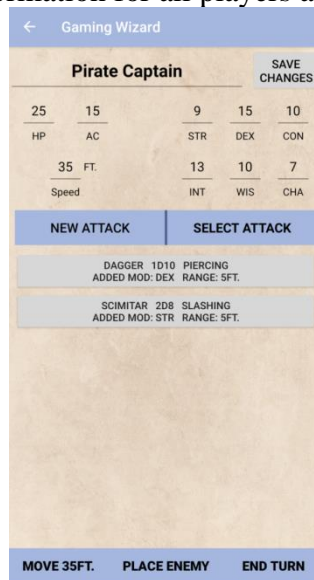 ← Gaming Wizard
Pirate Captain
SAVE CHANGES
25 15 9 15 10
HP AC STR DEX CON
35 FT. 13 10 7
Speed INT WIS CHA
NEW ATTACK SELECT ATTACK
DAGGER 1D10 PIERCING
ADDED MOD: DEX RANGE: 5FT.
SCIMITAR 2D8 SLASHING
ADDED MOD: STR RANGE: 5FT.
MOVE 35FT. PLACE ENEMY END TURN